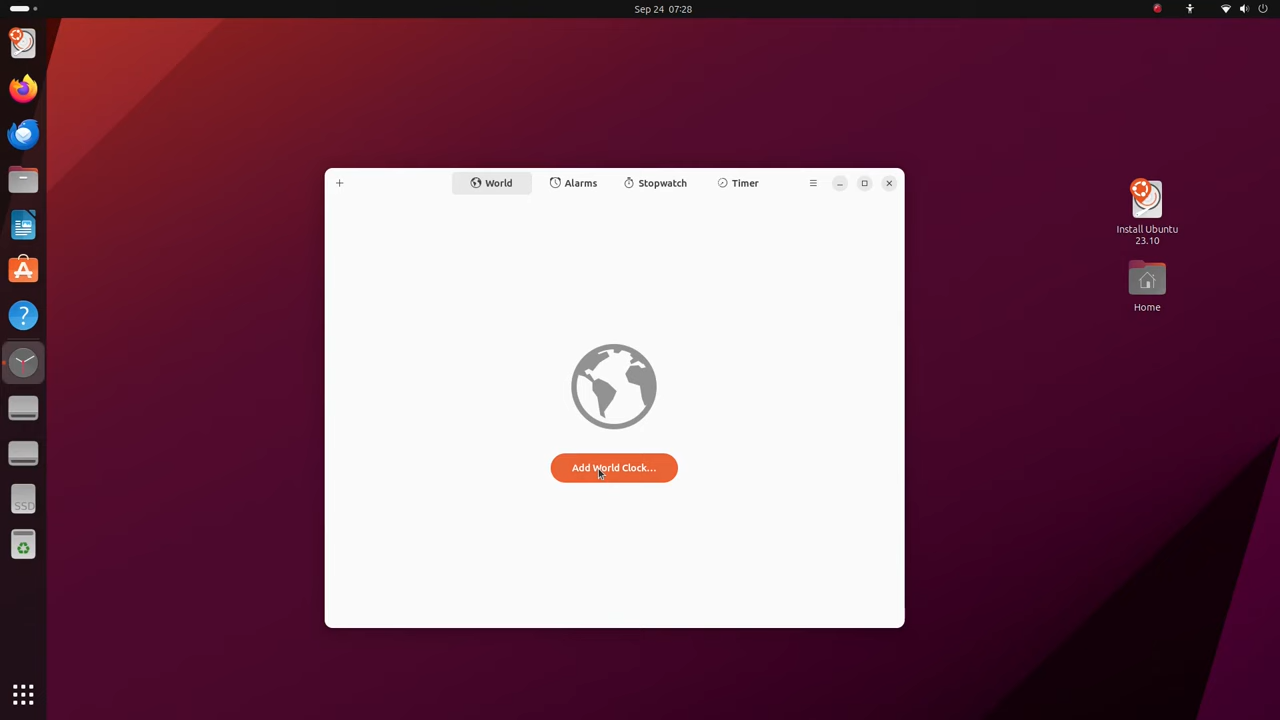 Sep 24 07:28
World
Alarms
Stopwatch
Timer
Install Ubuntu
23.10
Home
Add World Clock...
SSD